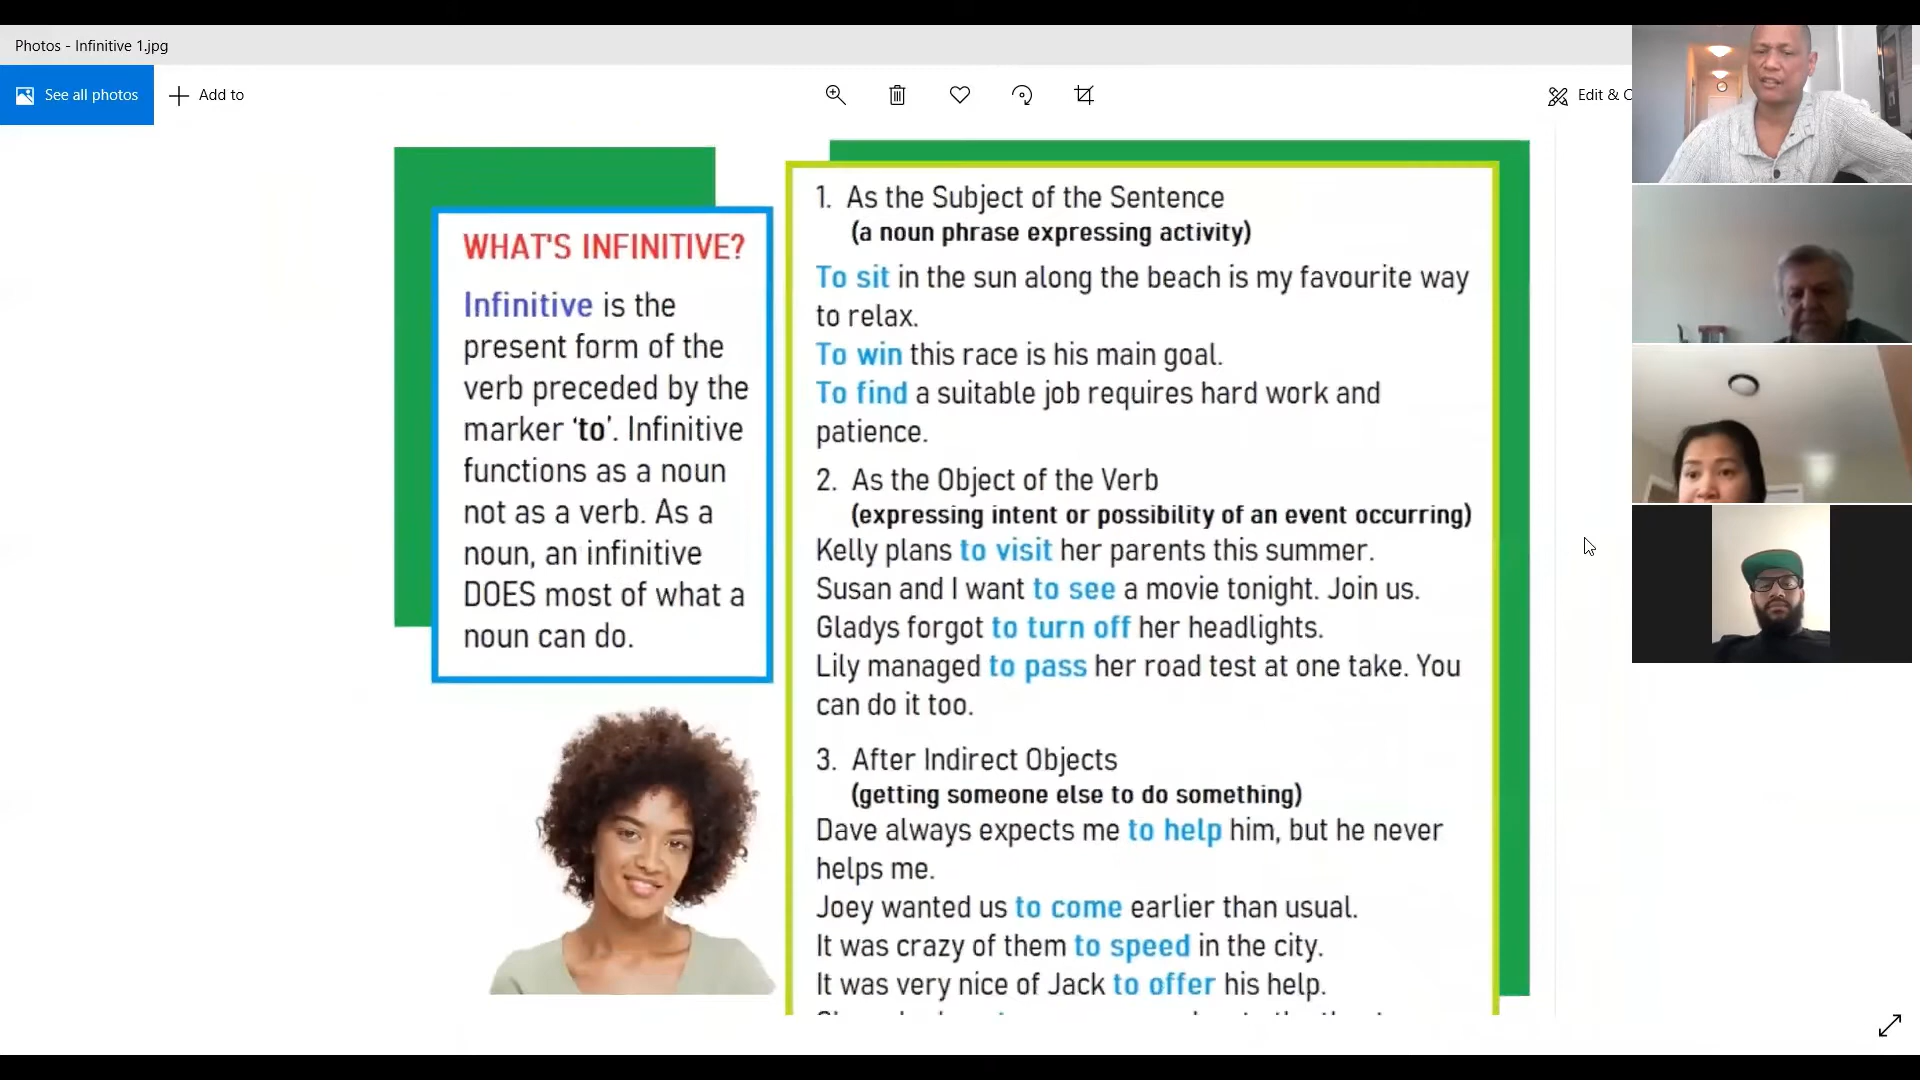 Photos - Infinitive 1.jpg
See all photos
Add to
Edit & C
WHAT'S INFINITIVE?
Infinitive is the
present form of the
verb preceded by the
marker ‘to’. Infinitive
functions as a noun
not as a verb. As a
noun, an infinitive
DOES most of what a
noun can do.
1. As the Subject of the Sentence
(a noun phrase expressing activity)
To sit in the sun along the beach is my favourite way
to relax.
To win this race is his main goal.
To find a suitable job requires hard work and
patience.
2. As the Object of the Verb
(expressing intent or possibility of an event occurring)
Kelly plans to visit her parents this summer.
Susan and I want to see a movie tonight. Join us.
Gladys forgot to turn off her headlights.
Lily managed to pass her road test at one take. You
can do it too.
3. After Indirect Objects
(getting someone else to do something)
Dave always expects me to help him, but he never
helps me.
Joey wanted us to come earlier than usual.
It was crazy of them to speed in the city.
It was very nice of Jack to offer his help.